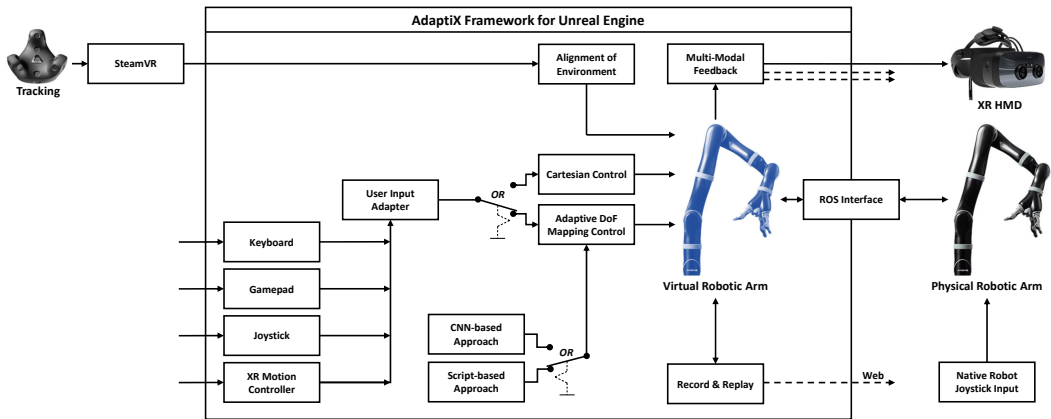 AdaptiX Framework for Unreal Engine
Tracking
SteamVR
Alignment of
Environment
Multi-Modal
Feedback
XR HMD
User Input
Adapter
OR
Cartesian Control
Adaptive DoF
Mapping Control
ROS Interface
Virtual Robotic Arm
Physical Robotic Arm
Keyboard
Gamepad
Joystick
XR Motion
Controller
CNN-based
Approach
OR
Script-based
Approach
Record & Replay
Web
Native Robot
Joystick Input